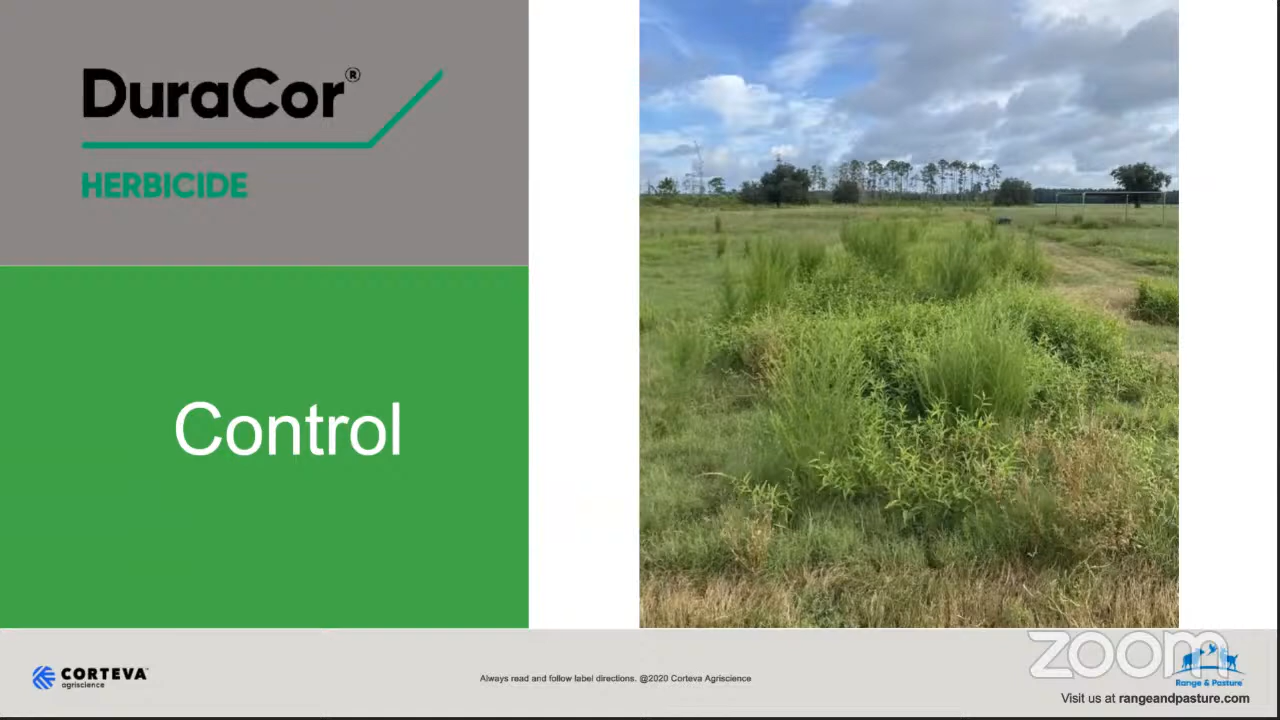 DuraCor®
HERBICIDE
Control
CORTEVA™
agriscience
Always read and follow label directions. @2020 Corteva Agriscience
zoom
Range & Pasture
Visit us at rangeandpasture.com